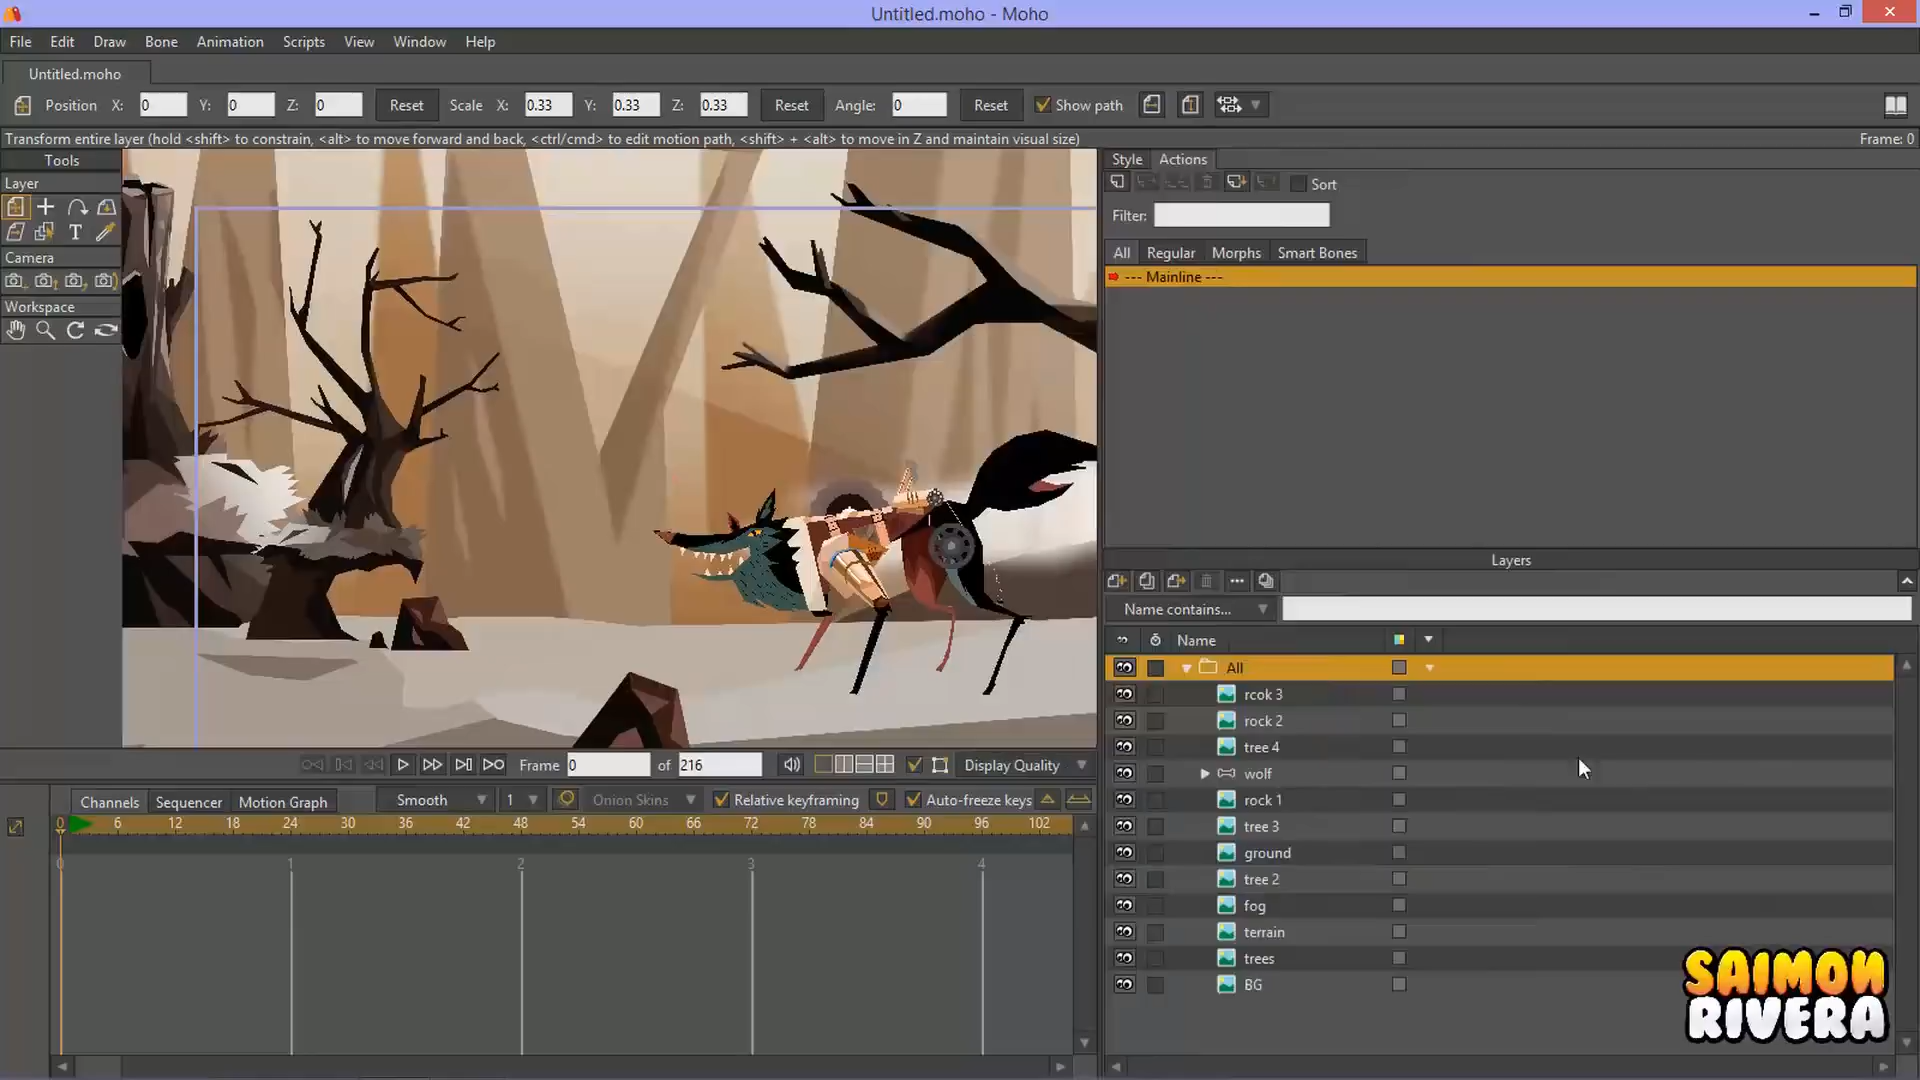 Untitled.moho - Moho
File Edit Draw Bone Animation Scripts View Window Help
Untitled.moho
Position X: 0 Y: 0 Z: 0 Reset Scale X: 0.33 Y: 0.33 Z: 0.33 Reset Angle: 0 Reset Show path
Transform entire layer (hold <shift> to constrain, <alt> to move forward and back, <ctrl/cmd> to edit motion path, <shift> + <alt> to move in Z and maintain visual size) Frame: 0
Tools
Layer
Camera
Workspace
Style Actions
Sort
Filter:
All Regular Morphs Smart Bones
--- Mainline ---
Layers
Name contains...
Name
All
rcok 3
rock 2
tree 4
wolf
rock 1
tree 3
ground
tree 2
fog
terrain
trees
BG
Frame 0 of 216 Display Quality
Channels Sequencer Motion Graph Smooth 1 Onion Skins Relative keyframing Auto-freeze keys
0 6 12 18 24 30 36 42 48 54 60 66 72 78 84 90 96 102
0 1 2 3 4
SAIMON
RIVERA